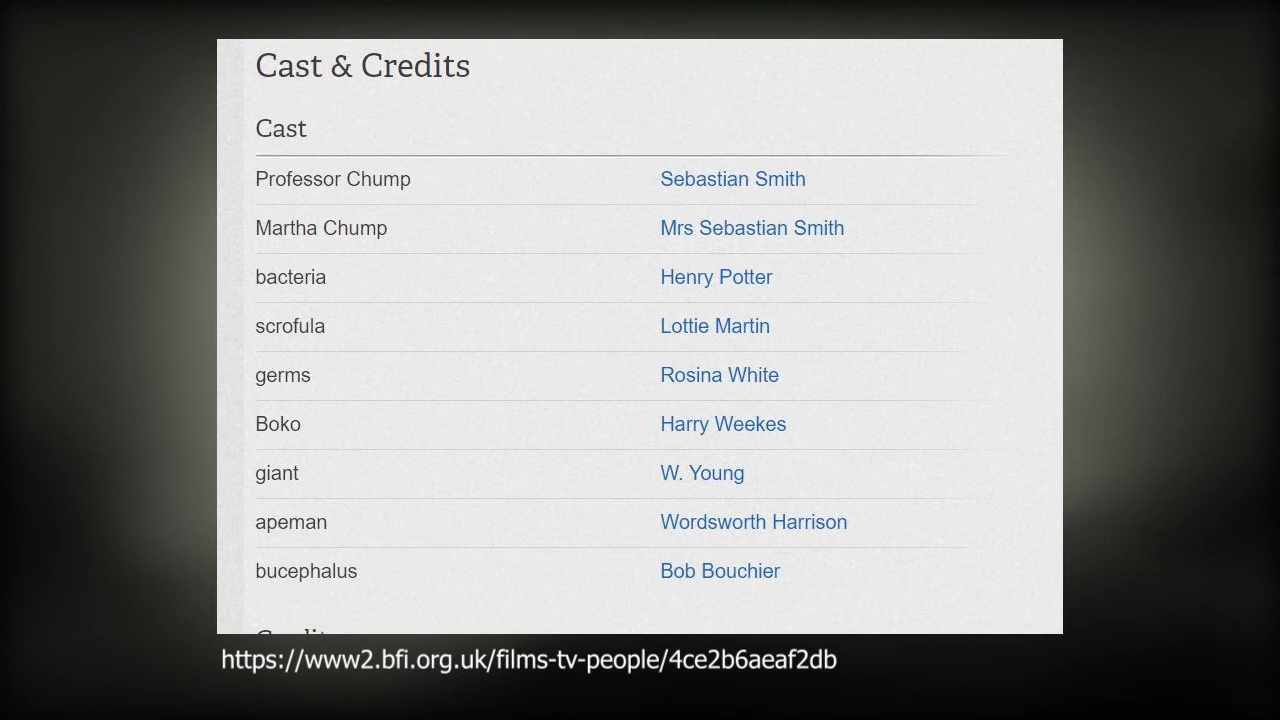 Cast & Credits
Cast
Professor Chump Sebastian Smith
Martha Chump Mrs Sebastian Smith
bacteria Henry Potter
scrofula Lottie Martin
germs Rosina White
Boko Harry Weekes
giant W. Young
apeman Wordsworth Harrison
bucephalus Bob Bouchier
https://www2.bfi.org.uk/films-tv-people/4ce2b6aeaf2db